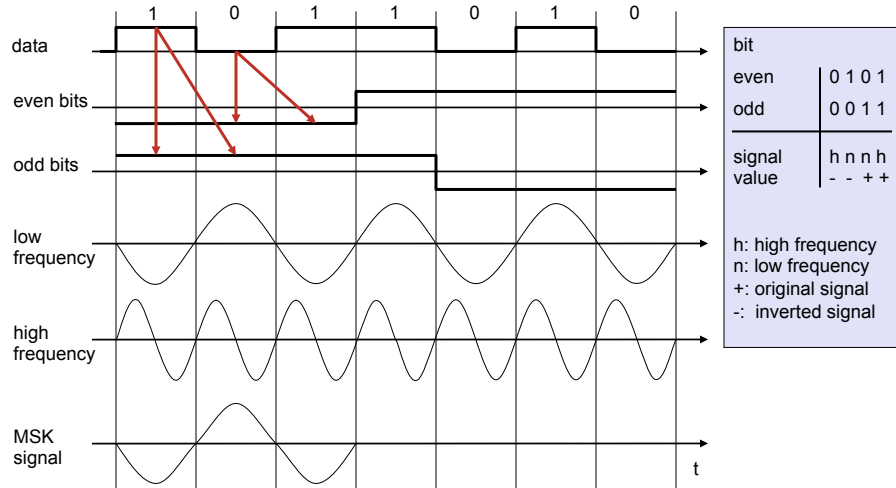 1 0 1 1 0 1 0
data
even bits
odd bits
low
frequency
high
frequency
MSK
signal
t
bit
even 0 1 0 1
odd 0 0 1 1
signal h n n h
value - - + +
h: high frequency
n: low frequency
+: original signal
-: inverted signal